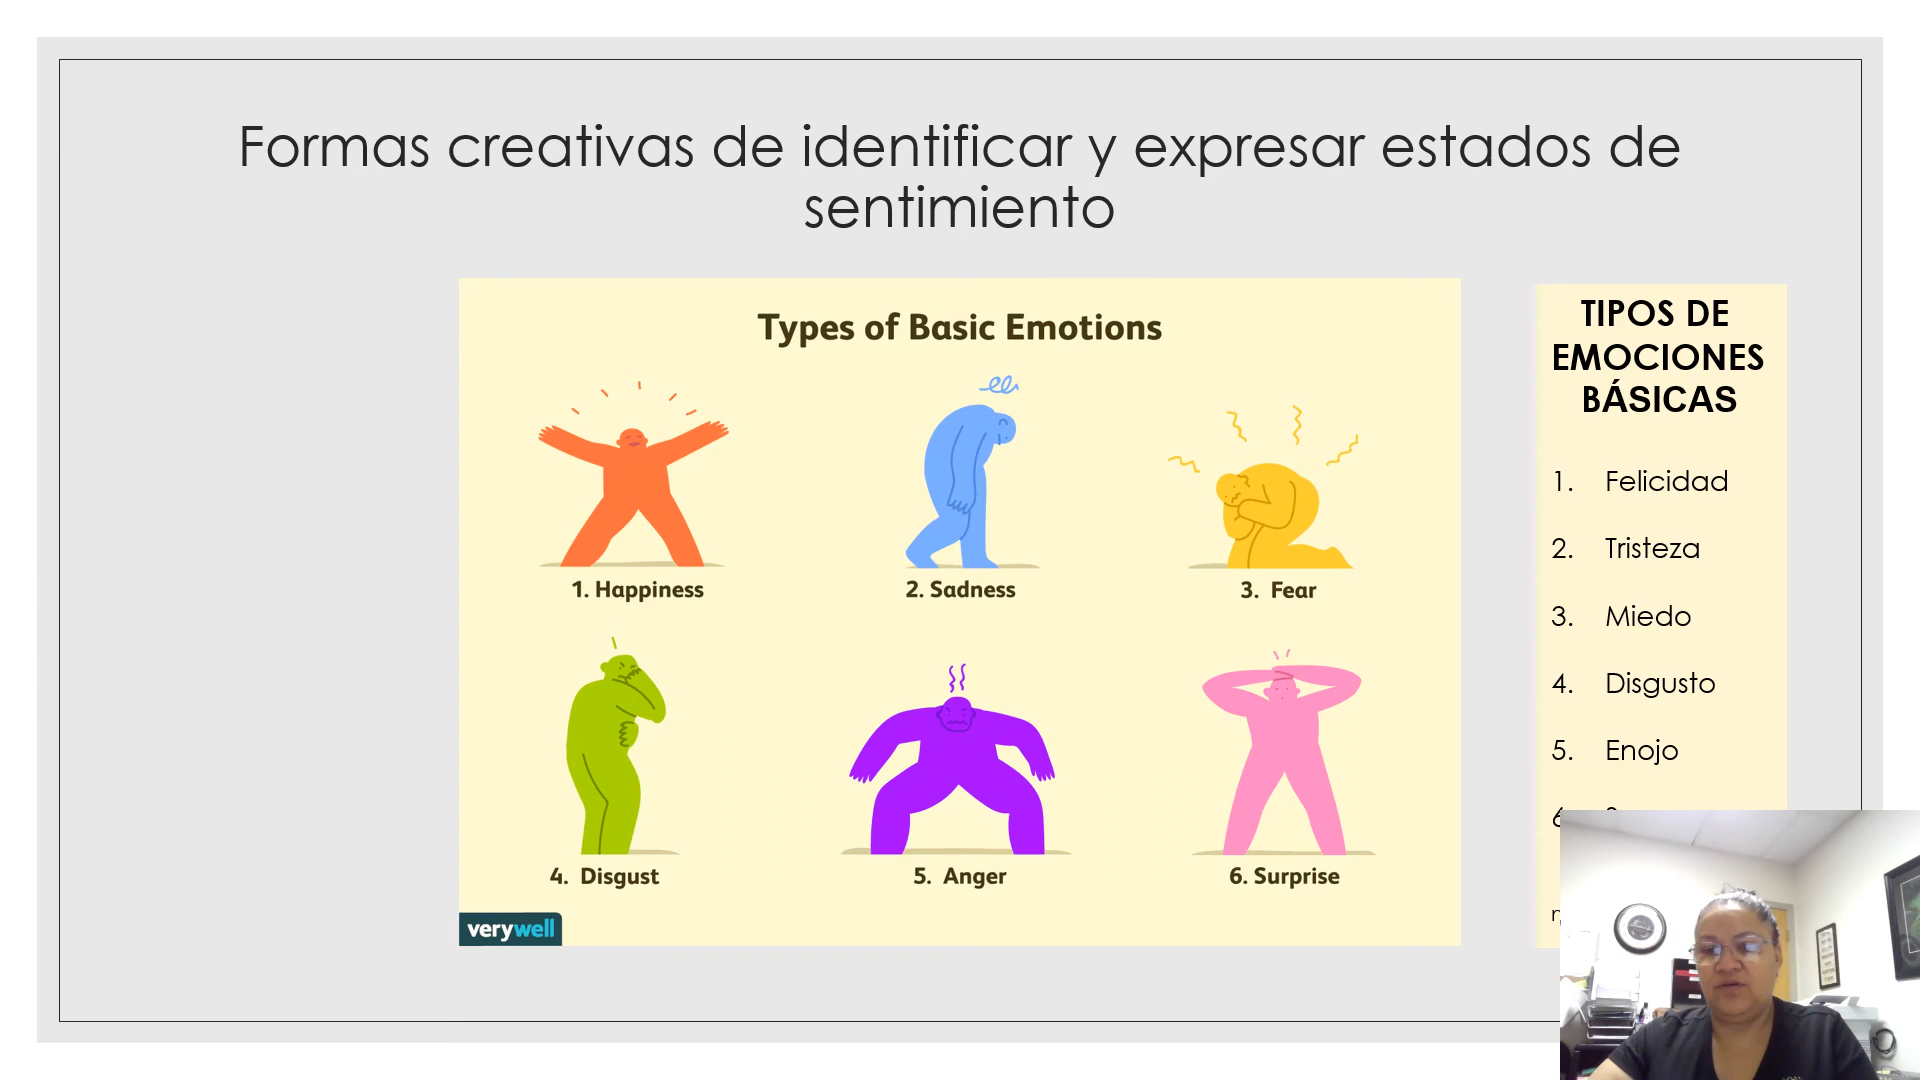 Formas creativas de identificar y expresar estados de
sentimiento
Types of Basic Emotions
1. Happiness
2. Sadness
3. Fear
4. Disgust
5. Anger
6. Surprise
verywell
TIPOS DE
EMOCIONES
BÁSICAS
1. Felicidad
2. Tristeza
3. Miedo
4. Disgusto
5. Enojo